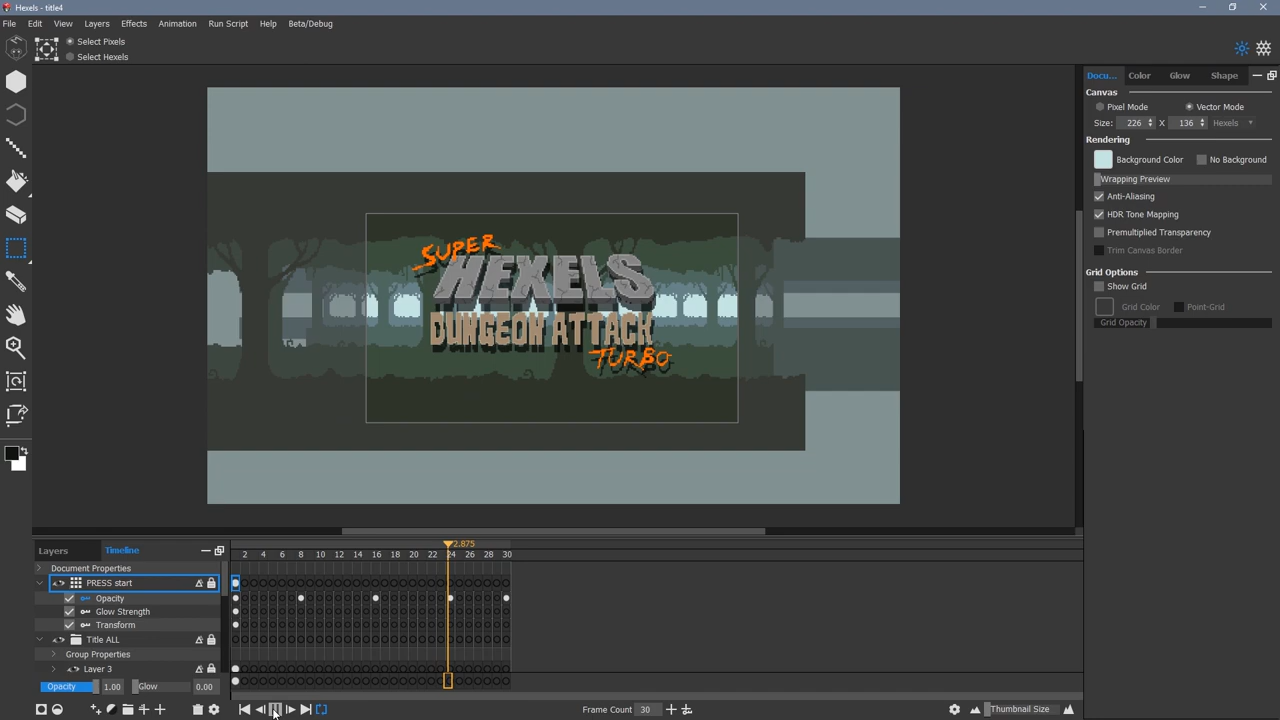 Hexels - title4
File Edit View Layers Effects Animation Run Script Help Beta/Debug
Select Pixels
Select Hexels
Docu... Color Glow Shape
Canvas
Pixel Mode Vector Mode
Size: 226 X 136 Hexels
Rendering
Background Color No Background
Wrapping Preview
Anti-Aliasing
HDR Tone Mapping
Premultiplied Transparency
Trim Canvas Border
Grid Options
Show Grid
Grid Color Point-Grid
Grid Opacity
SUPER
HEXELS
DUNGEON ATTACK
TURBO
Layers Timeline
2.875
2 4 6 8 10 12 14 16 18 20 22 24 26 28 30
Document Properties
PRESS start
Opacity
Glow Strength
Transform
Title ALL
Group Properties
Layer 3
Opacity 1.00 Glow 0.00
Frame Count 30
Thumbnail Size